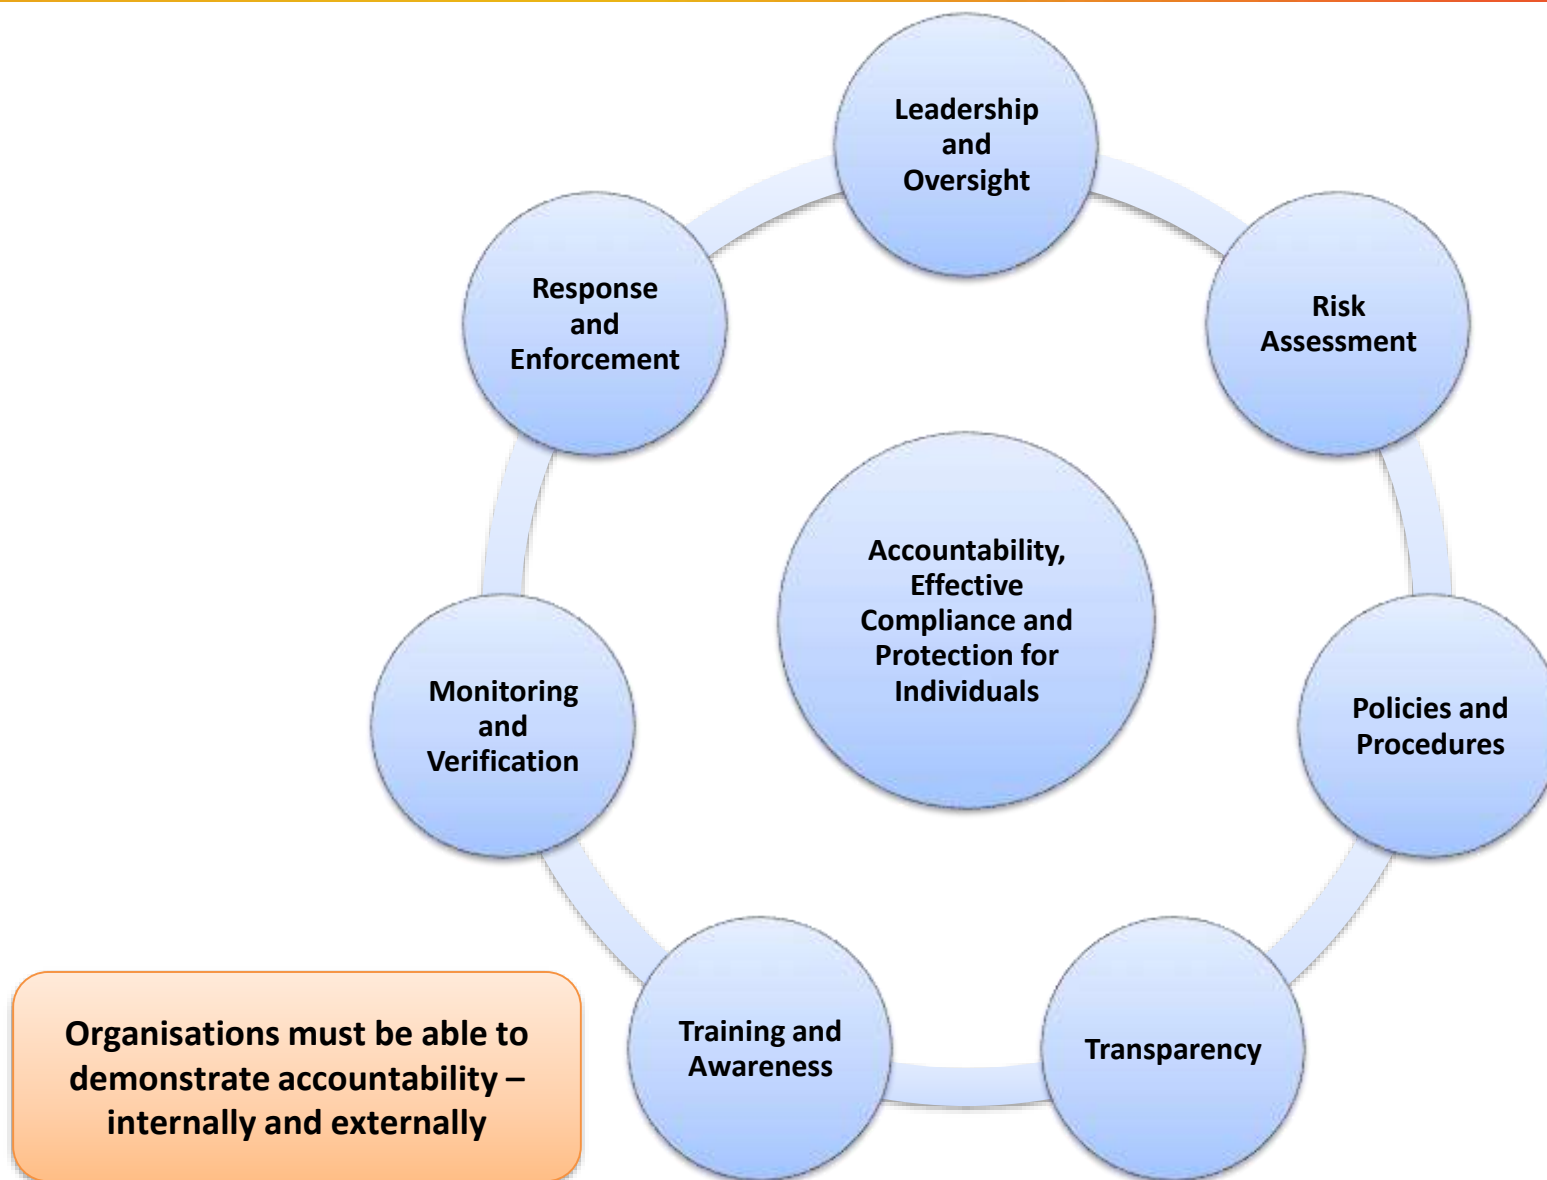 Leadership
and
Oversight
Risk
Assessment
Policies and
Procedures
Transparency
Training and
Awareness
Monitoring
and
Verification
Response
and
Enforcement
Accountability,
Effective
Compliance and
Protection for
Individuals
Organisations must be able to
demonstrate accountability –
internally and externally